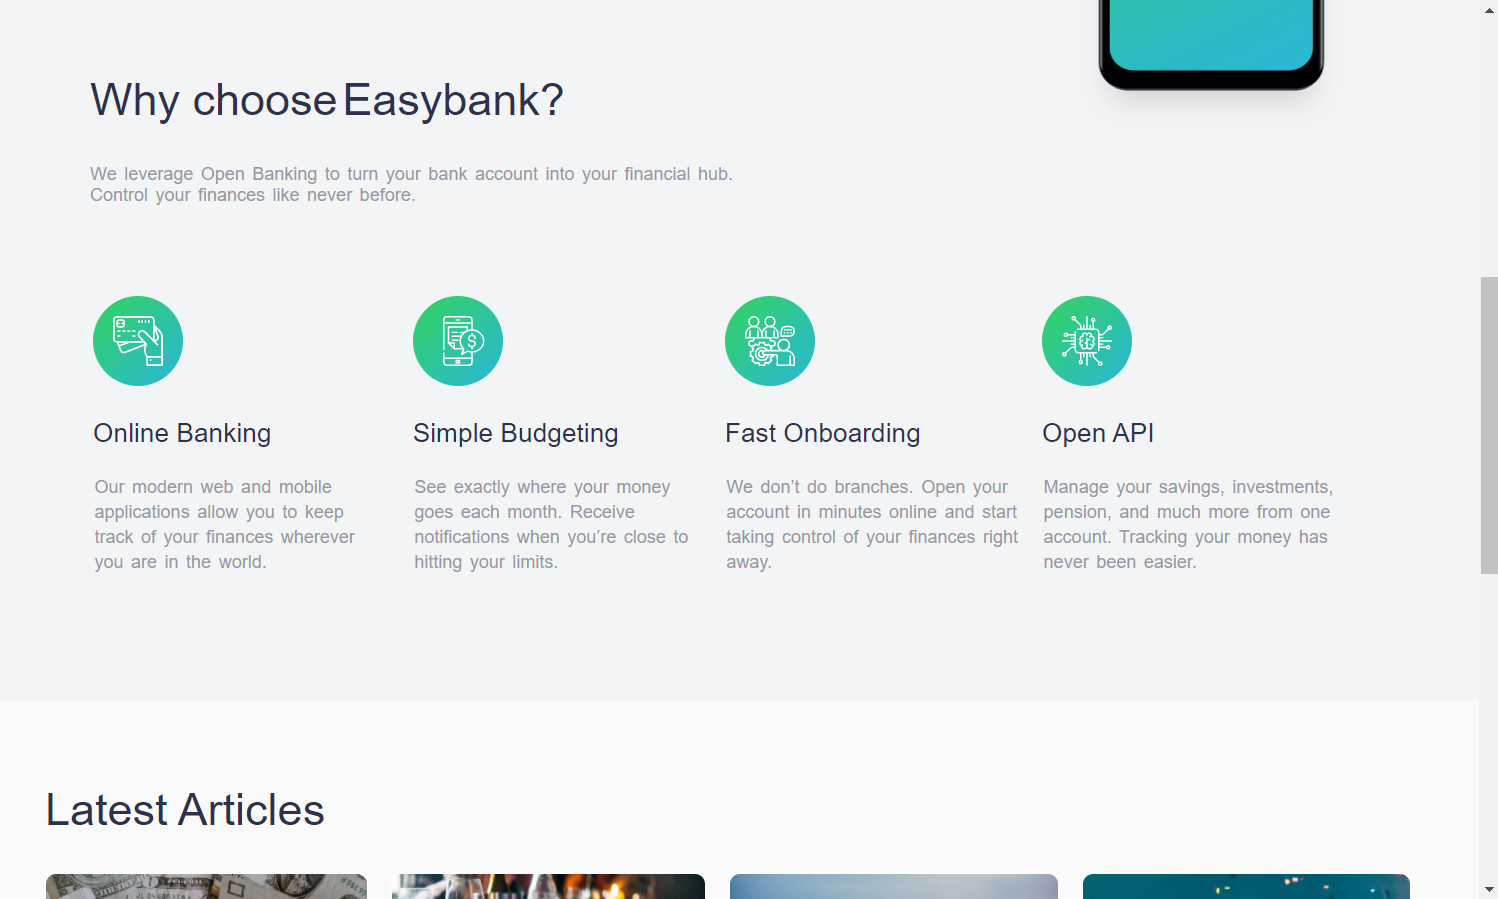 Why choose Easybank?
We leverage Open Banking to turn your bank account into your financial hub.
Control your finances like never before.
Online Banking
Our modern web and mobile
applications allow you to keep
track of your finances wherever
you are in the world.
Simple Budgeting
See exactly where your money
goes each month. Receive
notifications when you’re close to
hitting your limits.
Fast Onboarding
We don’t do branches. Open your
account in minutes online and start
taking control of your finances right
away.
Open API
Manage your savings, investments,
pension, and much more from one
account. Tracking your money has
never been easier.
Latest Articles